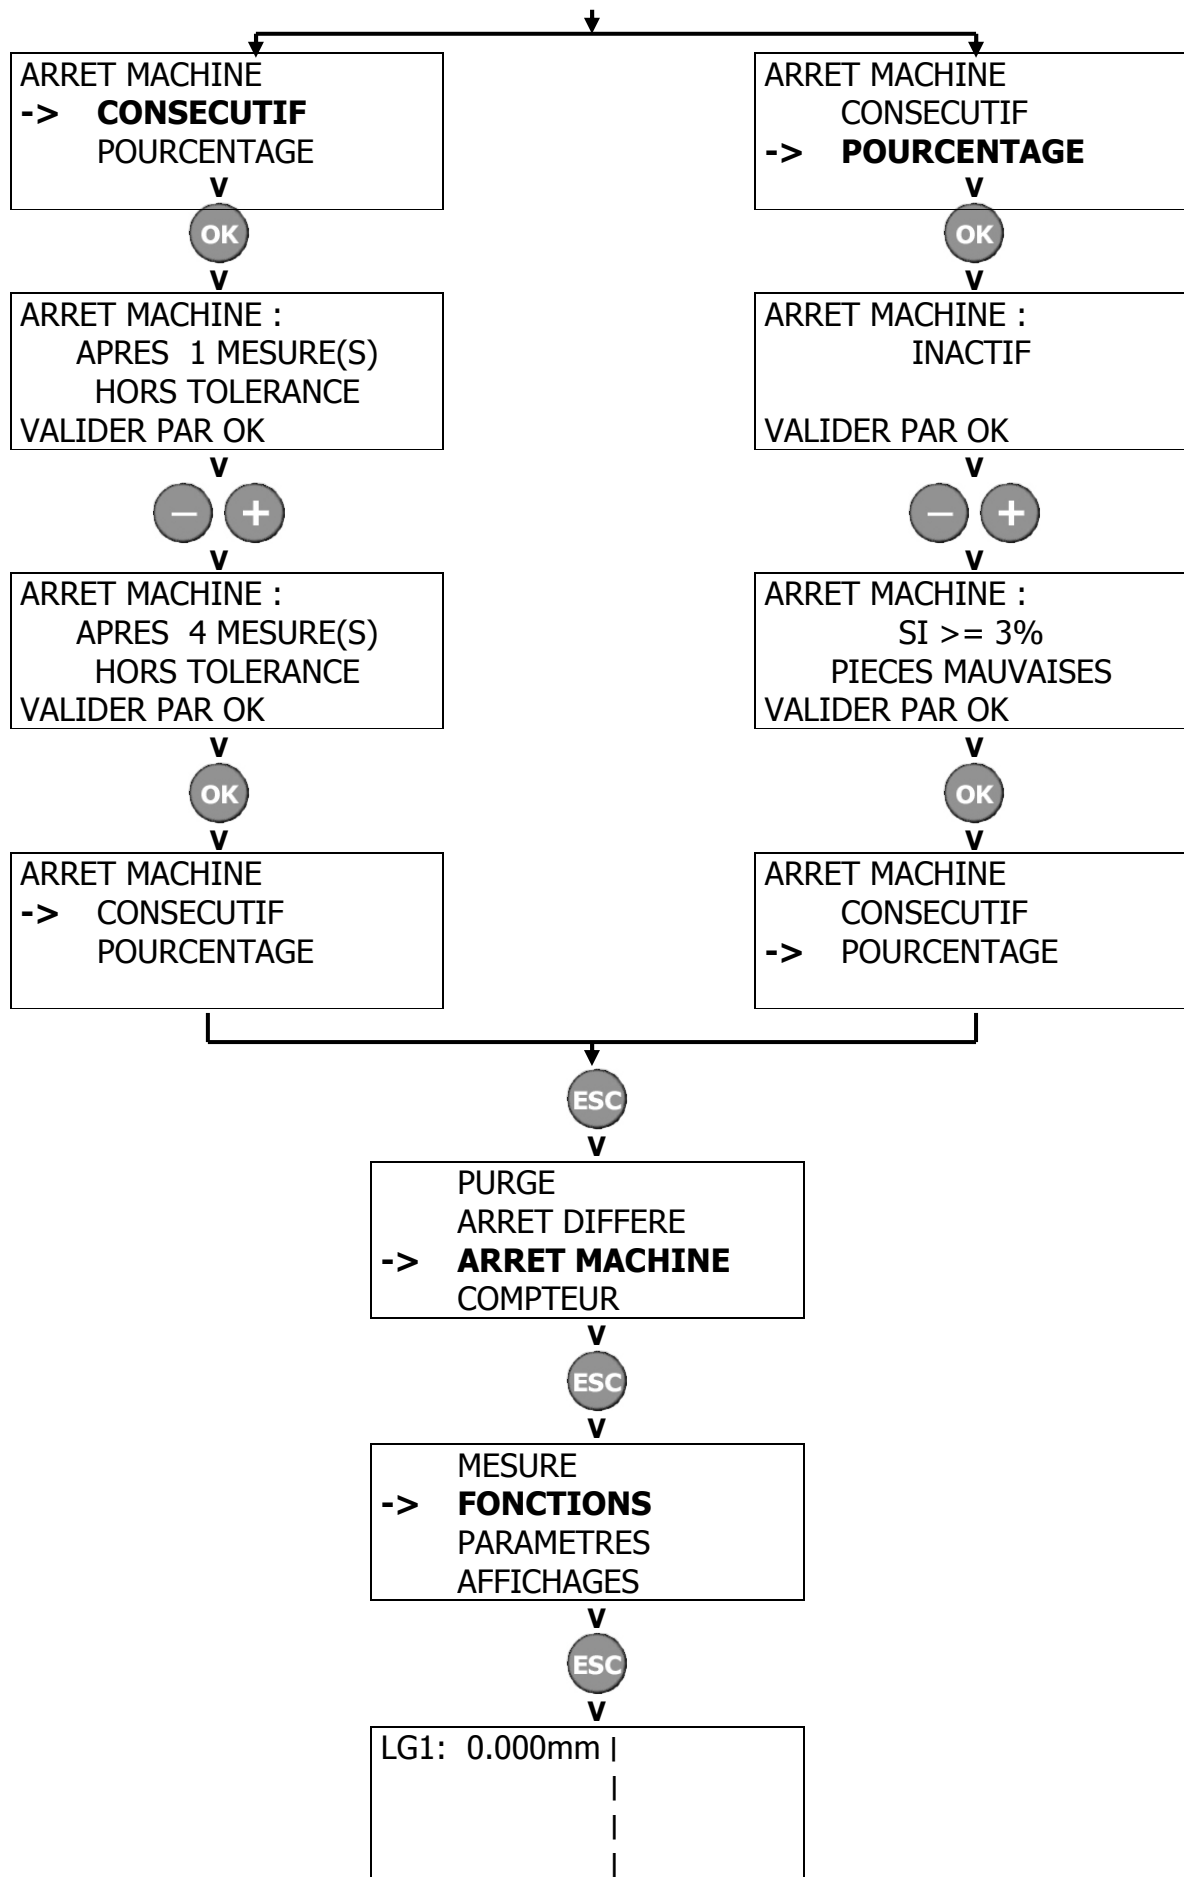 ARRET MACHINE
-> CONSECUTIF
POURCENTAGE
v
OK
v
ARRET MACHINE :
APRES 1 MESURE(S)
HORS TOLERANCE
VALIDER PAR OK
v
– +
v
ARRET MACHINE :
APRES 4 MESURE(S)
HORS TOLERANCE
VALIDER PAR OK
v
OK
v
ARRET MACHINE
-> CONSECUTIF
POURCENTAGE
ARRET MACHINE
CONSECUTIF
-> POURCENTAGE
v
OK
v
ARRET MACHINE :
INACTIF
VALIDER PAR OK
v
– +
v
ARRET MACHINE :
SI >= 3%
PIECES MAUVAISES
VALIDER PAR OK
v
OK
v
ARRET MACHINE
CONSECUTIF
-> POURCENTAGE
ESC
v
PURGE
ARRET DIFFERE
-> ARRET MACHINE
COMPTEUR
v
ESC
v
MESURE
-> FONCTIONS
PARAMETRES
AFFICHAGES
v
ESC
v
LG1: 0.000mm |
|
|
|